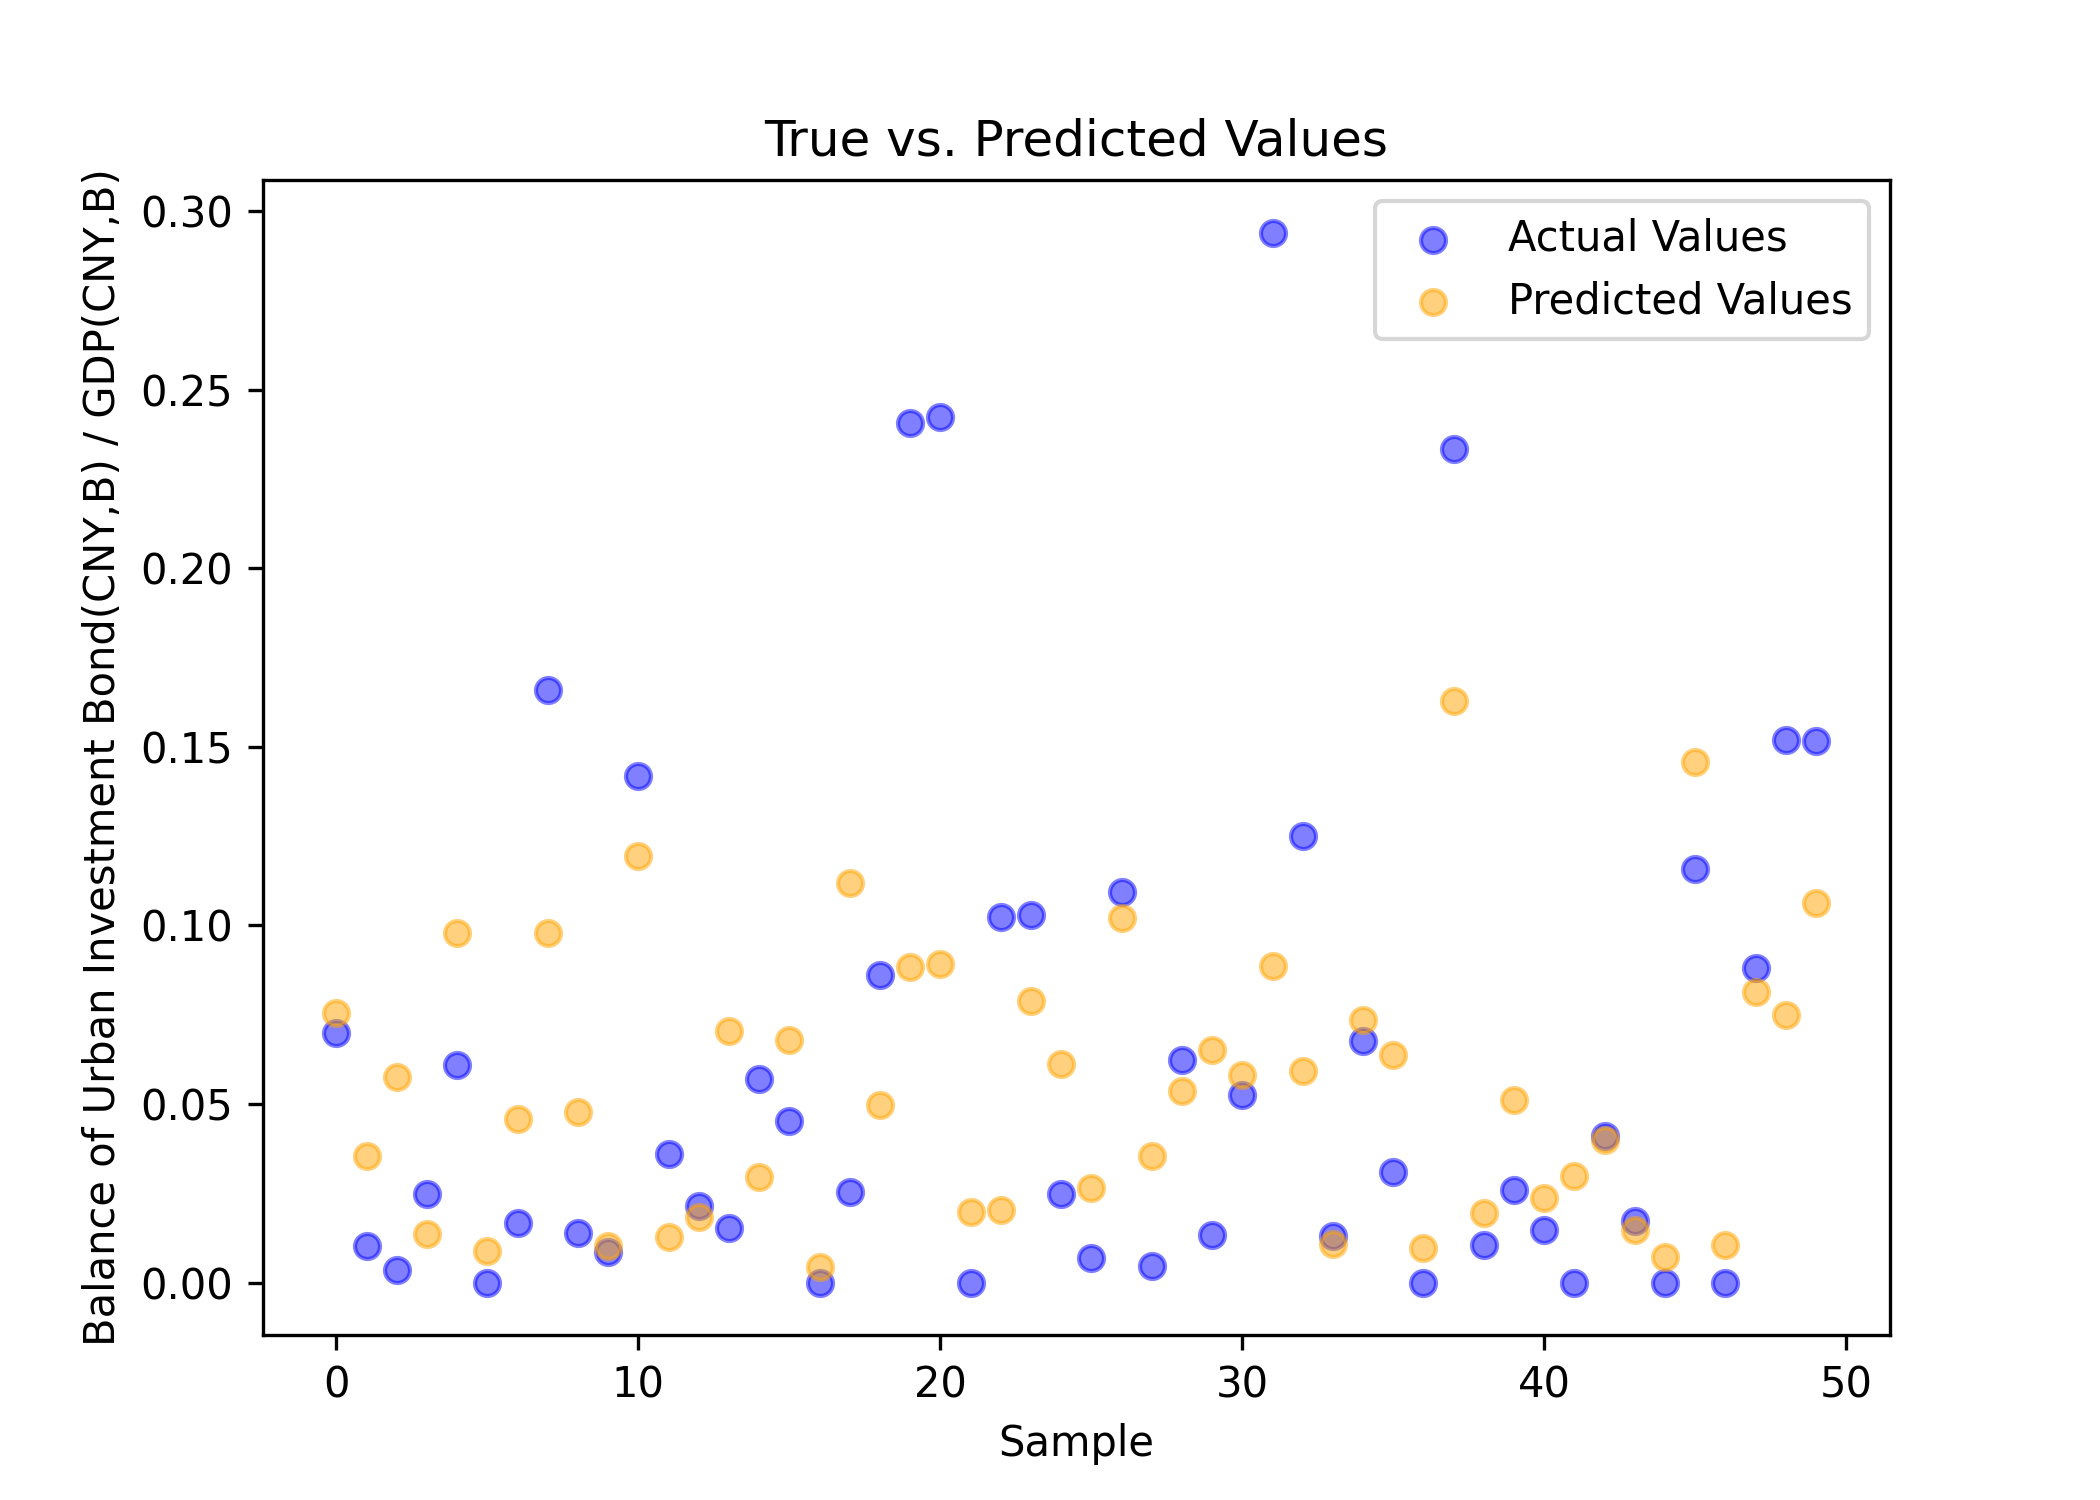 True vs. Predicted Values
Balance of Urban Investment Bond(CNY,B) / GDP(CNY,B)
0.30
0.25
0.20
0.15
0.10
0.05
0.00
Actual Values
Predicted Values
0 10 20 30 40 50
Sample